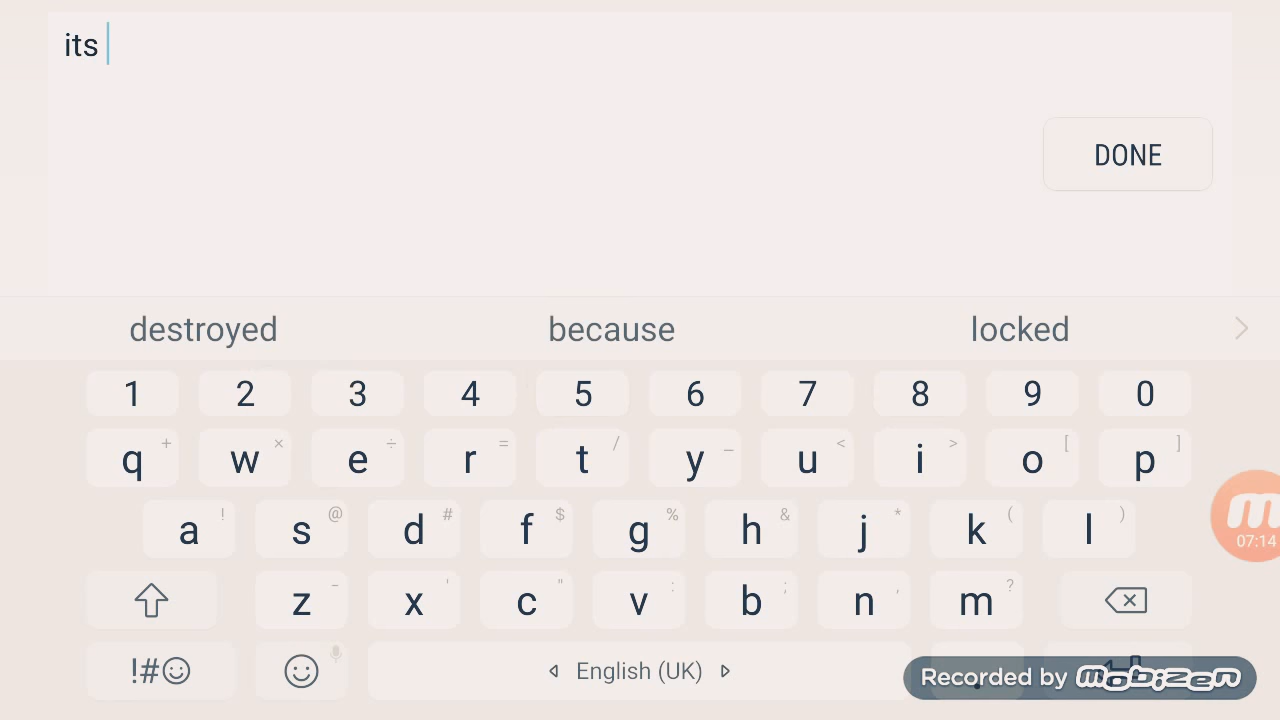 its
DONE
destroyed because locked
1 2 3 4 5 6 7 8 9 0
q + w × e ÷ r = t / y _ u < i > o [ p ]
a ! s @ d # f $ g % h & j * k ( l )
z - x ' c " v : b ; n , m ?
07:14
!#☺ English (UK) .
Recorded by mobizen